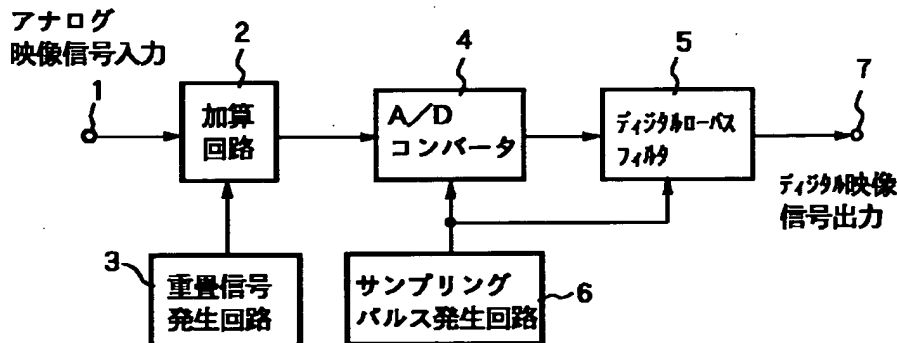 アナログ
映像信号入力
1
2
加算
回路
4
A/D
コンバータ
5
ディジタルローパス
フィルタ
7
ディジタル映像
信号出力
3
重畳信号
発生回路
サンプリング
パルス発生回路
6